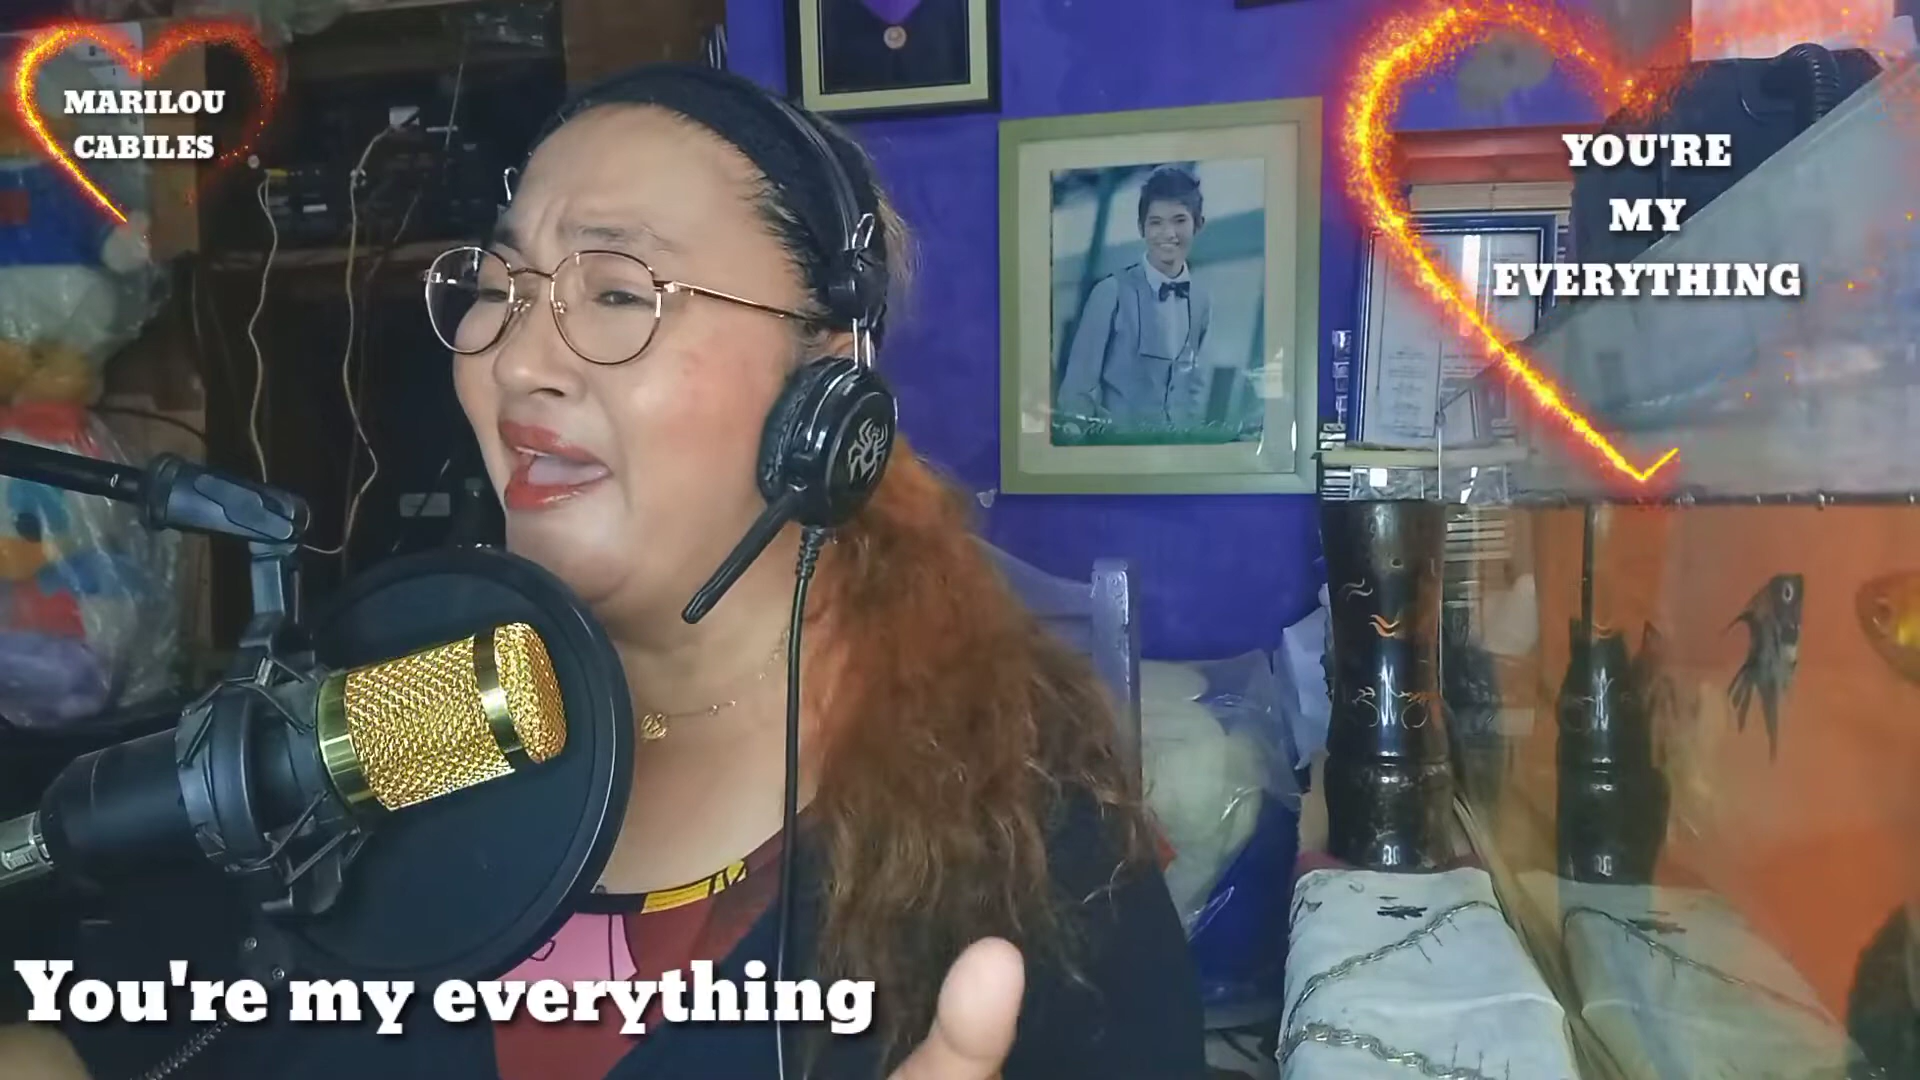 MARILOU
CABILES
YOU'RE
MY
EVERYTHING
You're my everything